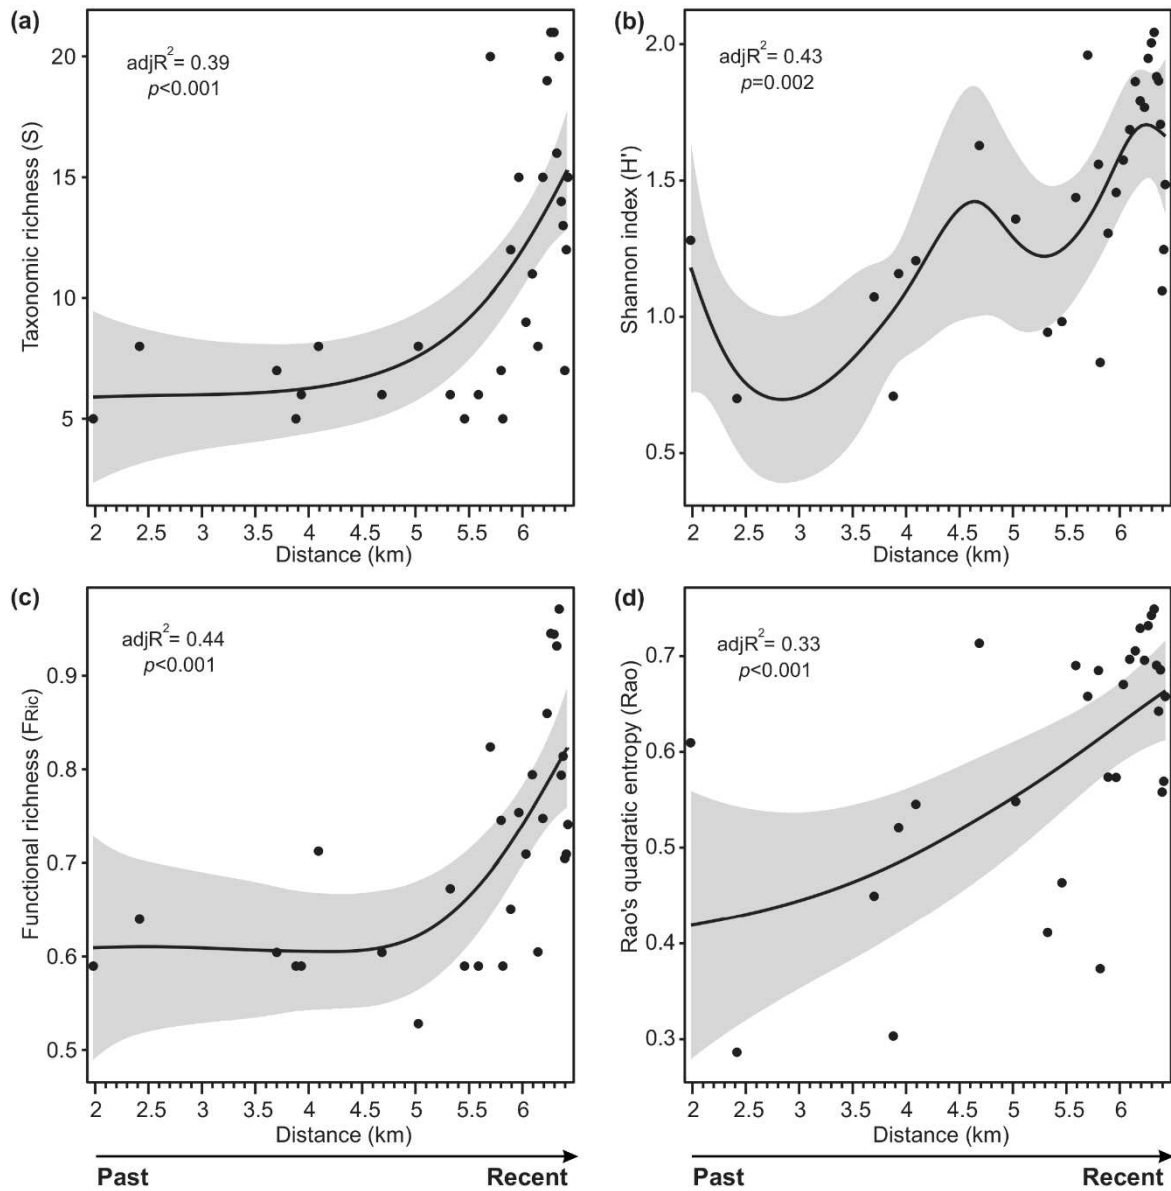 (a)
adjR² = 0.39
p<0.001
Taxonomic richness (S)
20
15
10
5
2 2.5 3 3.5 4 4.5 5 5.5 6
Distance (km)
(b)
adjR² = 0.43
p=0.002
Shannon index (H')
2.0
1.5
1.0
0.5
2 2.5 3 3.5 4 4.5 5 5.5 6
Distance (km)
(c)
adjR² = 0.44
p<0.001
Functional richness (FRic)
0.9
0.8
0.7
0.6
0.5
2 2.5 3 3.5 4 4.5 5 5.5 6
Distance (km)
Past Recent
(d)
adjR² = 0.33
p<0.001
Rao's quadratic entropy (Rao)
0.7
0.6
0.5
0.4
0.3
2 2.5 3 3.5 4 4.5 5 5.5 6
Distance (km)
Past Recent